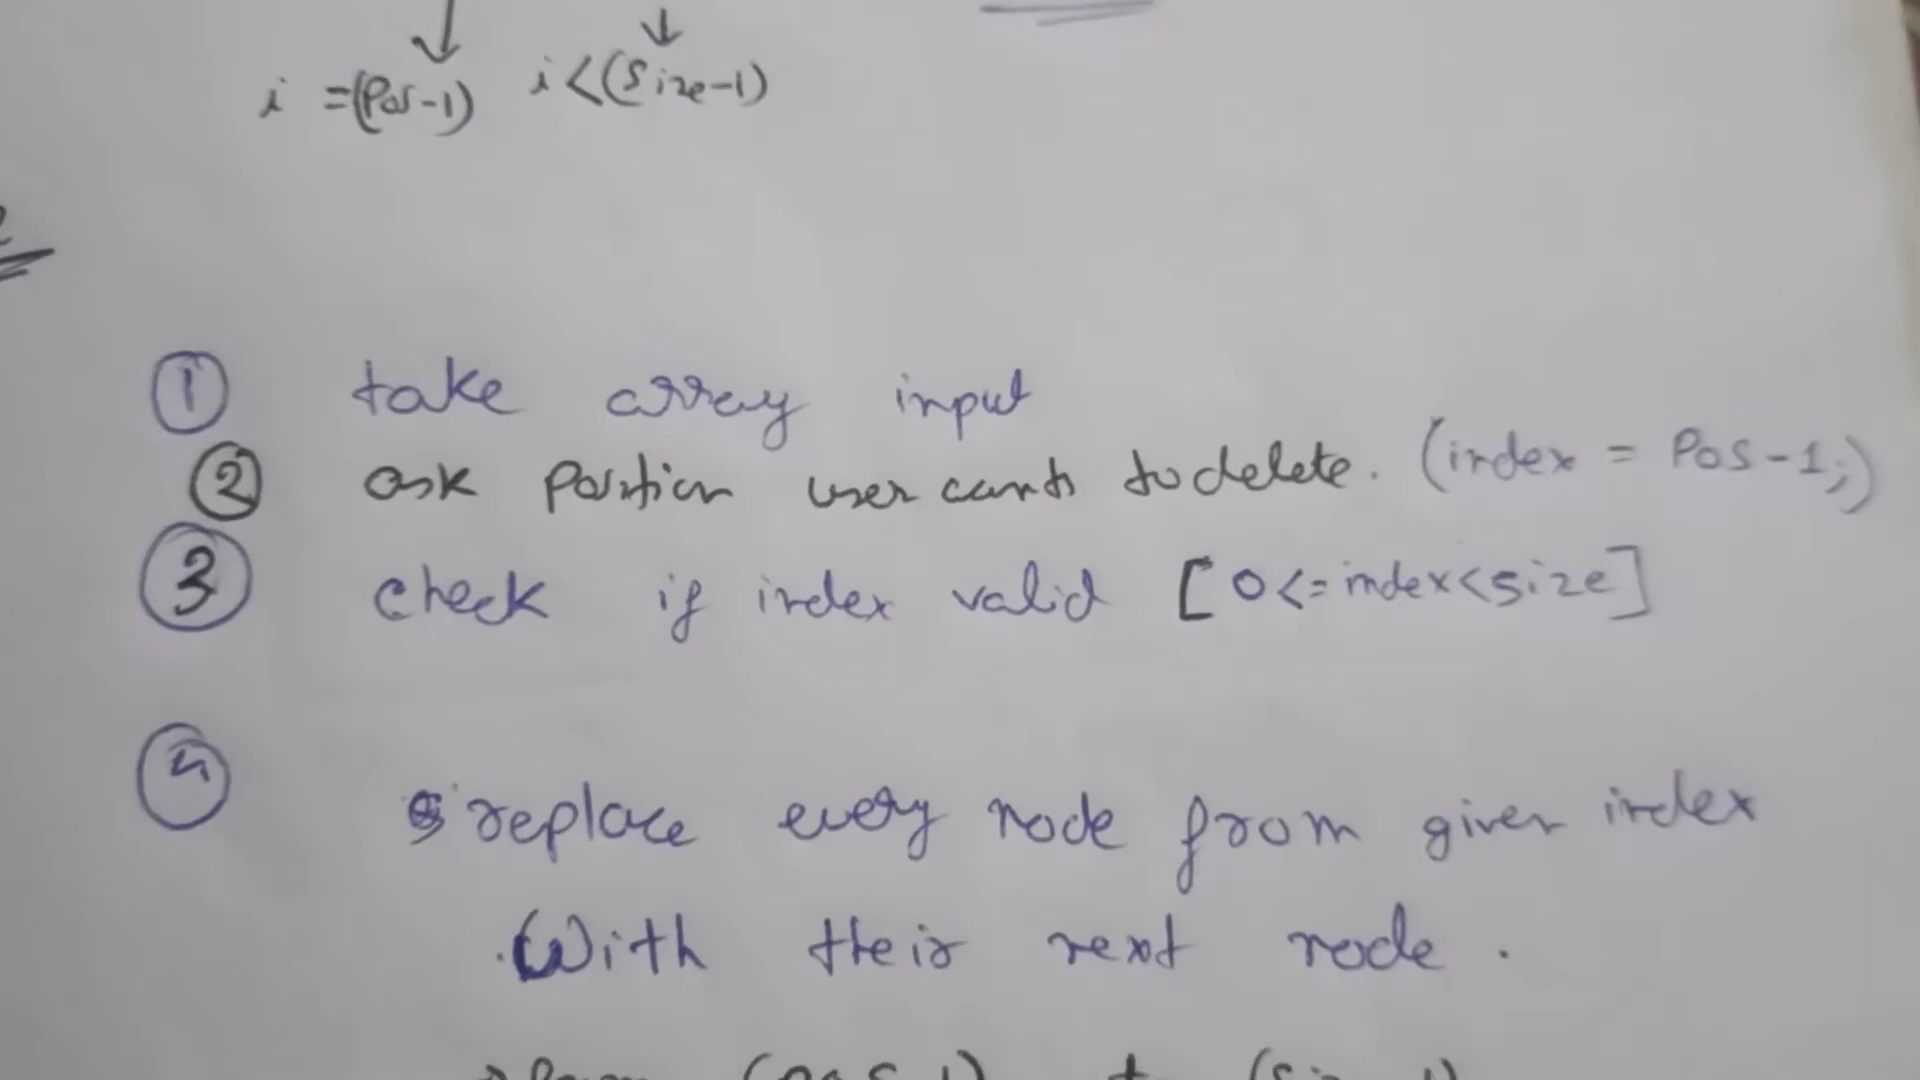 i =(Pos-1) i<(Size-1)
① take array input
② ask Position user wants to delete. (index = Pos-1;)
③ check if index valid [0<=index<size]
④ replace every node from given index
With their next node.